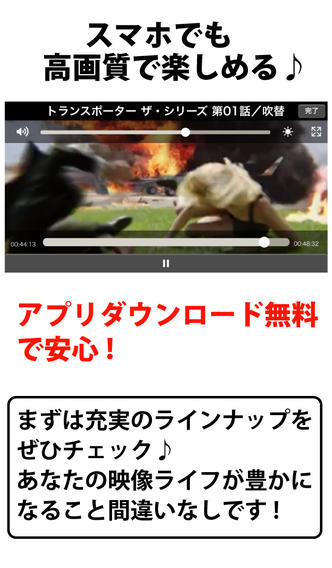 スマホでも
高画質で楽しめる♪
トランスポーター ザ・シリーズ 第01話／吹替
完了
00:44:13
00:48:32
アプリダウンロード無料
で安心！
まずは充実のラインナップを
ぜひチェック♪
あなたの映像ライフが豊かに
なること間違いなしです！